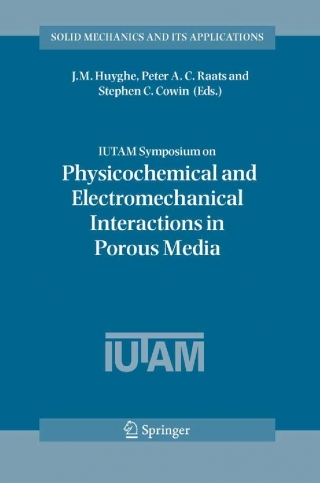 SOLID MECHANICS AND ITS APPLICATIONS
J.M. Huyghe, Peter A. C. Raats and
Stephen C. Cowin (Eds.)
IUTAM Symposium on
Physicochemical and
Electromechanical
Interactions in
Porous Media
IUTAM
Springer